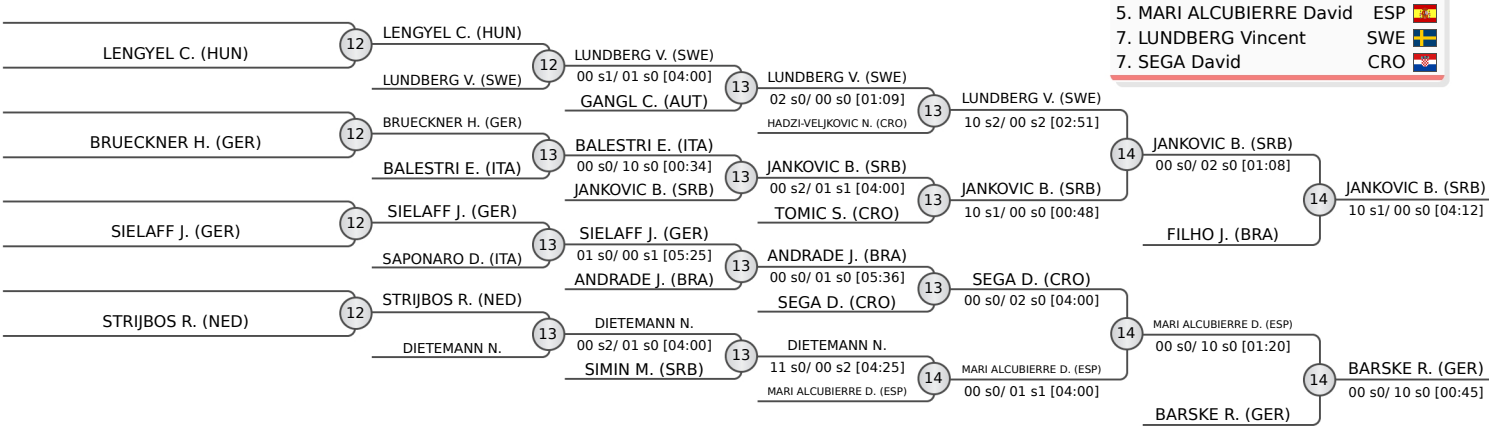 5. MARI ALCUBIERRE David ESP
7. LUNDBERG Vincent SWE
7. SEGA David CRO
LENGYEL C. (HUN)
12
BRUECKNER H. (GER)
12
SIELAFF J. (GER)
12
STRIJBOS R. (NED)
12
LENGYEL C. (HUN)
LUNDBERG V. (SWE)
12
BRUECKNER H. (GER)
BALESTRI E. (ITA)
13
SIELAFF J. (GER)
SAPONARO D. (ITA)
13
STRIJBOS R. (NED)
DIETEMANN N.
13
LUNDBERG V. (SWE)
00 s1/ 01 s0 [04:00]
GANGL C. (AUT)
13
BALESTRI E. (ITA)
00 s0/ 10 s0 [00:34]
JANKOVIC B. (SRB)
13
SIELAFF J. (GER)
01 s0/ 00 s1 [05:25]
ANDRADE J. (BRA)
13
DIETEMANN N.
00 s2/ 01 s0 [04:00]
SIMIN M. (SRB)
13
LUNDBERG V. (SWE)
02 s0/ 00 s0 [01:09]
HADZI-VELJKOVIC N. (CRO)
13
JANKOVIC B. (SRB)
00 s2/ 01 s1 [04:00]
TOMIC S. (CRO)
13
ANDRADE J. (BRA)
00 s0/ 01 s0 [05:36]
SEGA D. (CRO)
13
DIETEMANN N.
11 s0/ 00 s2 [04:25]
MARI ALCUBIERRE D. (ESP)
14
LUNDBERG V. (SWE)
10 s2/ 00 s2 [02:51]
JANKOVIC B. (SRB)
10 s1/ 00 s0 [00:48]
14
SEGA D. (CRO)
00 s0/ 02 s0 [04:00]
MARI ALCUBIERRE D. (ESP)
00 s0/ 01 s1 [04:00]
14
JANKOVIC B. (SRB)
00 s0/ 02 s0 [01:08]
FILHO J. (BRA)
14
MARI ALCUBIERRE D. (ESP)
00 s0/ 10 s0 [01:20]
BARSKE R. (GER)
14
JANKOVIC B. (SRB)
10 s1/ 00 s0 [04:12]
BARSKE R. (GER)
00 s0/ 10 s0 [00:45]